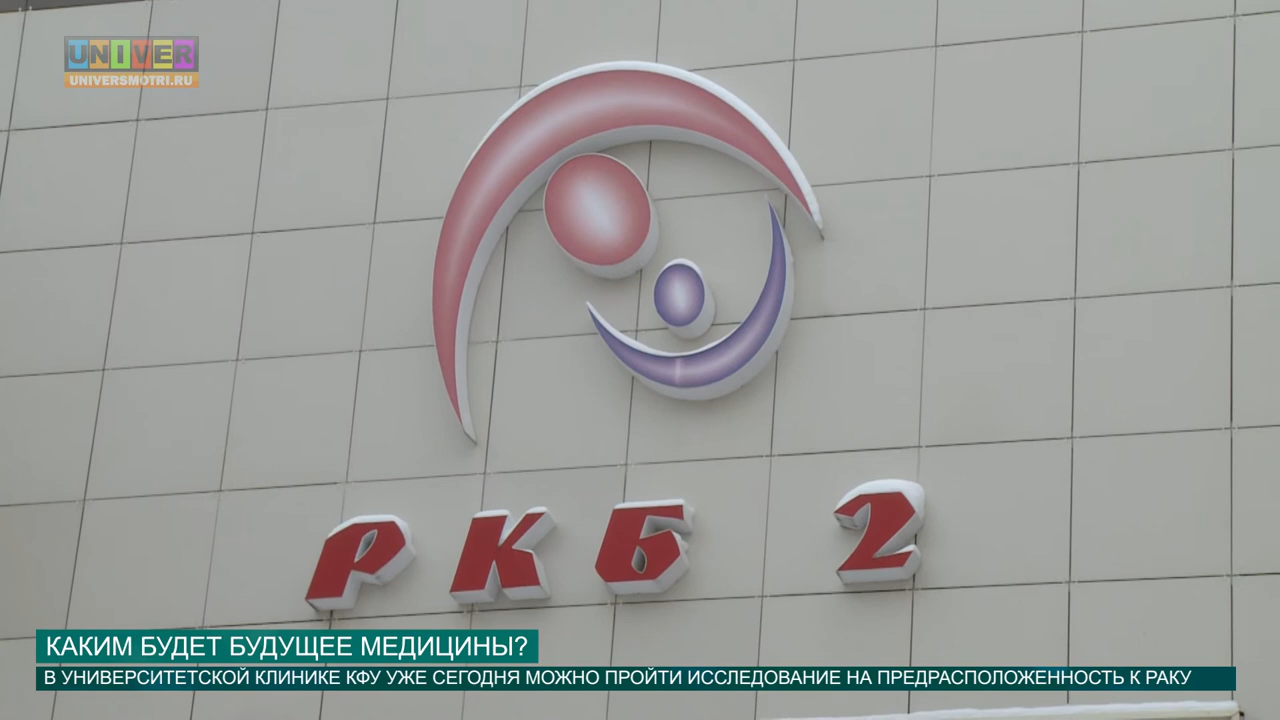 UNIVER
UNIVERSMOTRI.RU
РКБ 2
КАКИМ БУДЕТ БУДУЩЕЕ МЕДИЦИНЫ?
В УНИВЕРСИТЕТСКОЙ КЛИНИКЕ КФУ УЖЕ СЕГОДНЯ МОЖНО ПРОЙТИ ИССЛЕДОВАНИЕ НА ПРЕДРАСПОЛОЖЕННОСТЬ К РАКУ